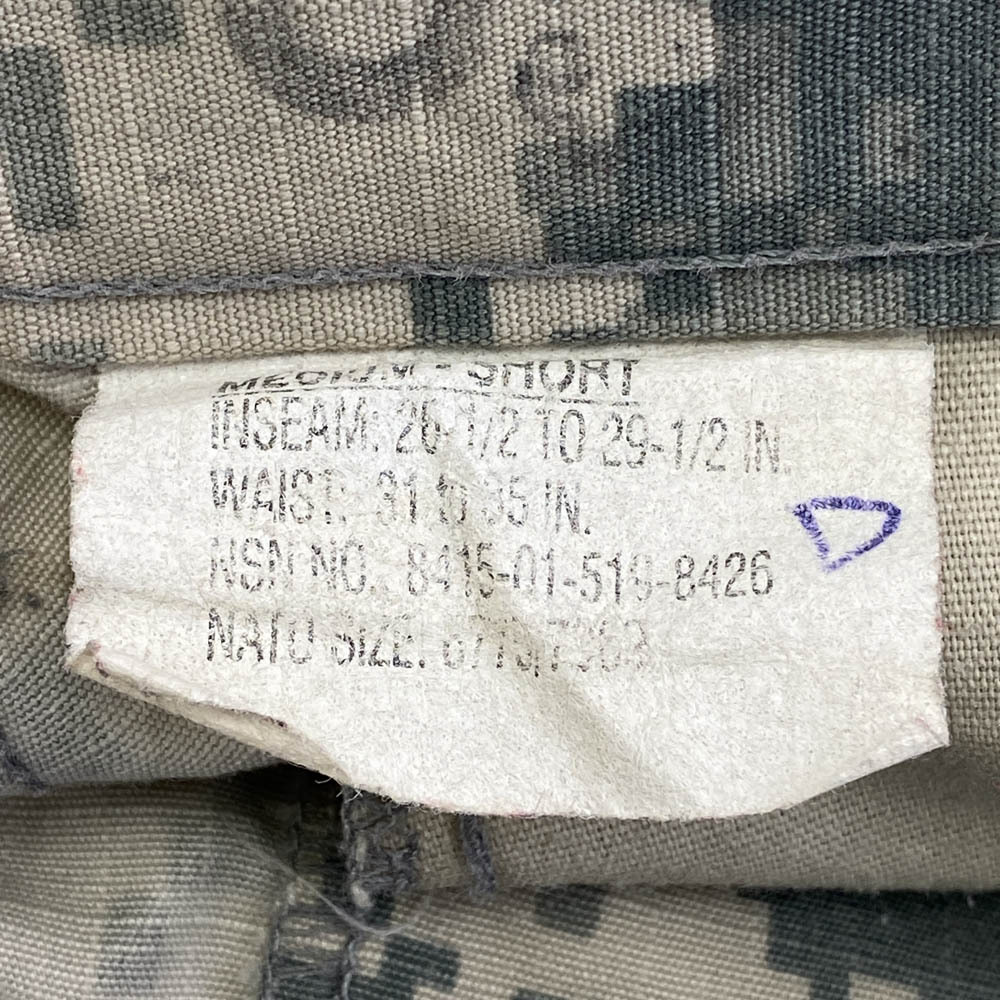 MEDIUM - SHORT
INSEAM: 26-1/2 TO 29-1/2 IN.
WAIST: 31 to 35 IN.
NSN NO. 8415-01-519-8426
NATO SIZE: